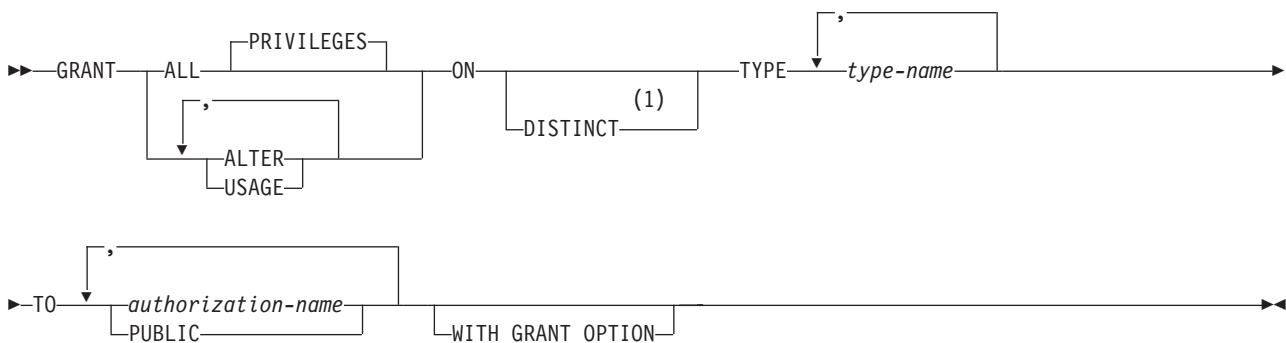 ,
PRIVILEGES
GRANT ALL ON TYPE type-name
, (1)
DISTINCT
ALTER
USAGE
,
TO authorization-name
PUBLIC WITH GRANT OPTION